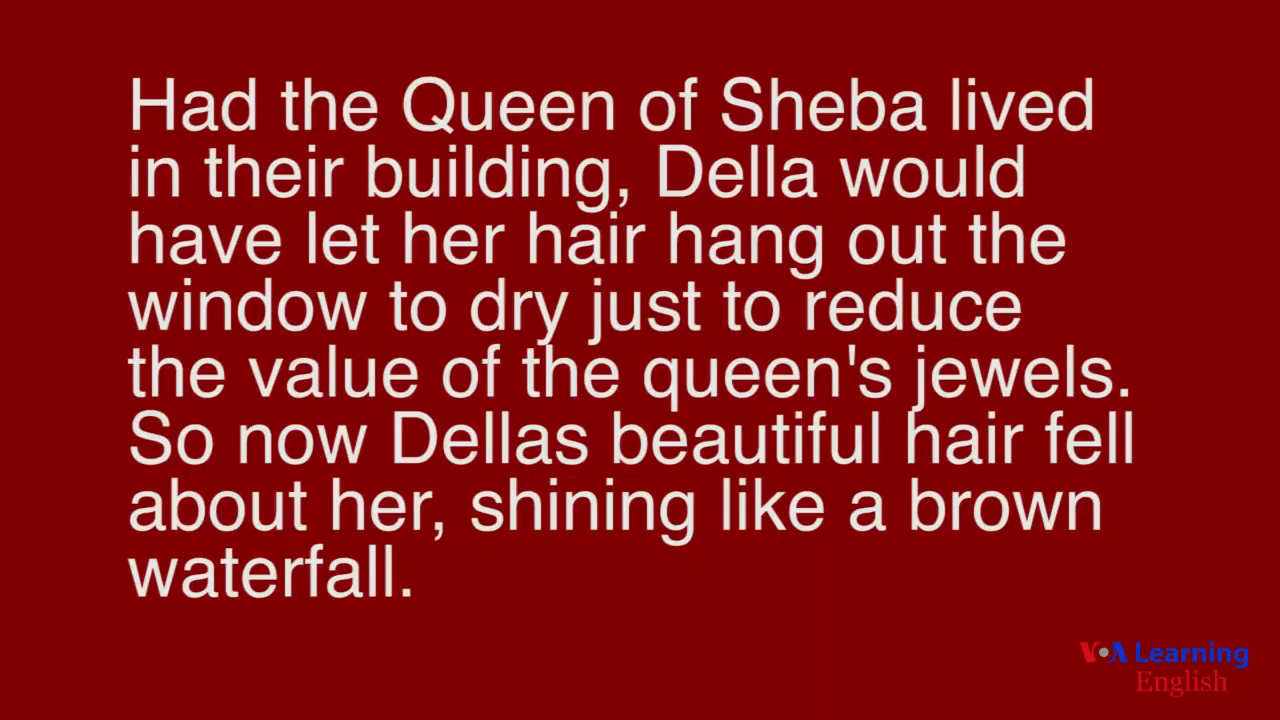 Had the Queen of Sheba lived
in their building, Della would
have let her hair hang out the
window to dry just to reduce
the value of the queen's jewels.
So now Dellas beautiful hair fell
about her, shining like a brown
waterfall.
VOA Learning
English